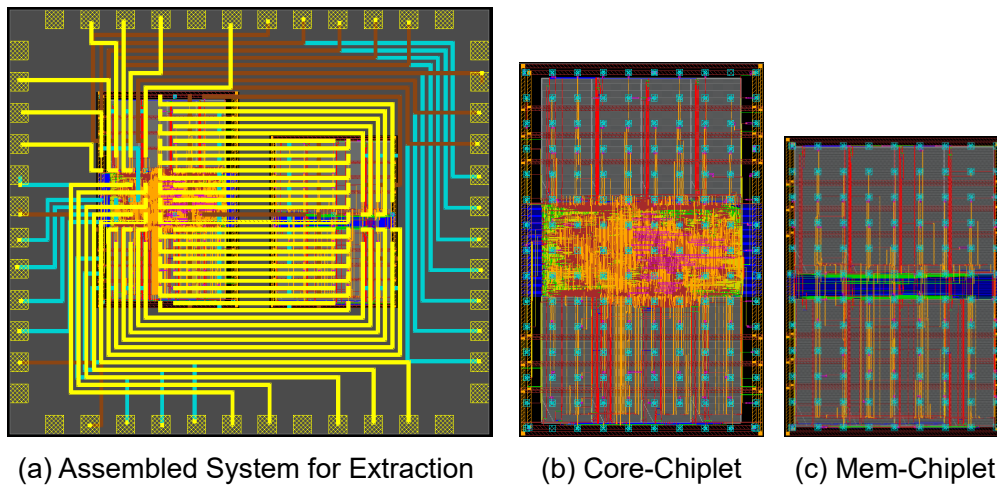 (a) Assembled System for Extraction
(b) Core-Chiplet
(c) Mem-Chiplet